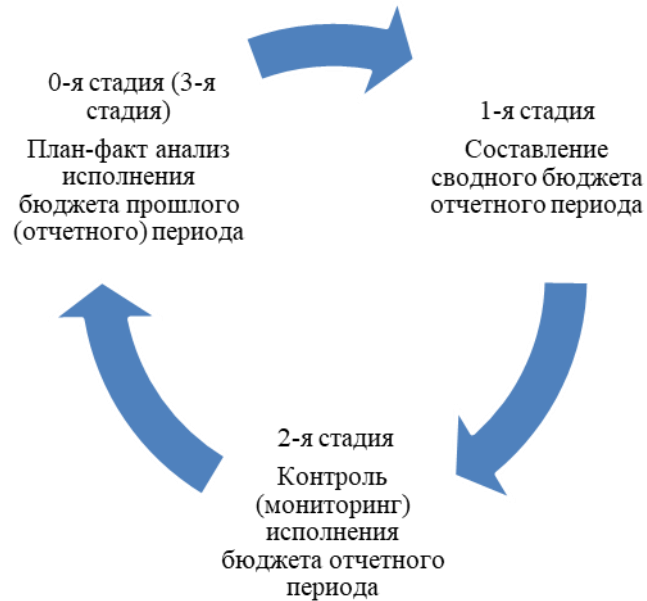 0-я стадия (3-я
стадия)
План-факт анализ
исполнения
бюджета прошлого
(отчетного) периода
1-я стадия
Составление
сводного бюджета
отчетного периода
2-я стадия
Контроль
(мониторинг)
исполнения
бюджета отчетного
периода